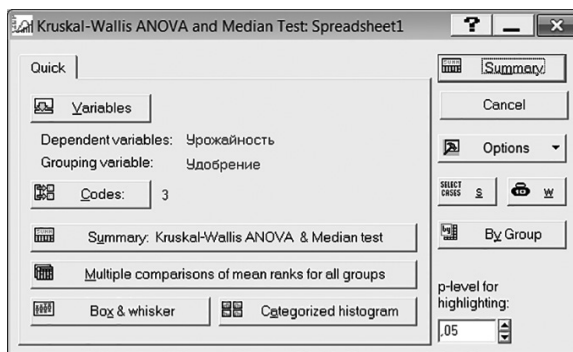 Kruskal-Wallis ANOVA and Median Test: Spreadsheet1
Quick
Variables
Dependent variables: Урожайность
Grouping variable: Удобрение
Codes: 3
Summary: Kruskal-Wallis ANOVA & Median test
Multiple comparisons of mean ranks for all groups
Box & whisker
Categorized histogram
Summary
Cancel
Options
SELECT CASES S
W
By Group
p-level for
highlighting:
,05